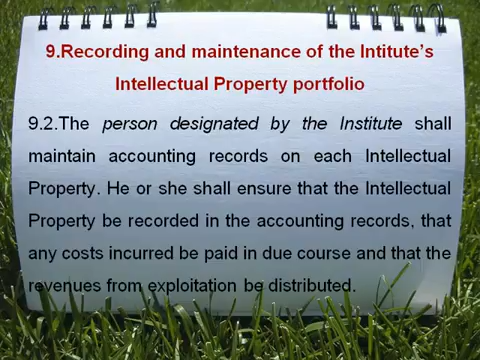 9.Recording and maintenance of the Intitute's
Intellectual Property portfolio
9.2.The person designated by the Institute shall
maintain accounting records on each Intellectual
Property. He or she shall ensure that the Intellectual
Property be recorded in the accounting records, that
any costs incurred be paid in due course and that the
revenues from exploitation be distributed.